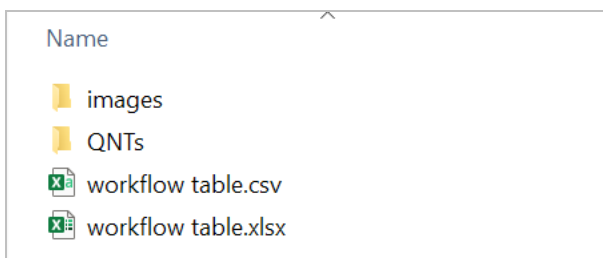 Name
images
QNTs
workflow table.csv
workflow table.xlsx